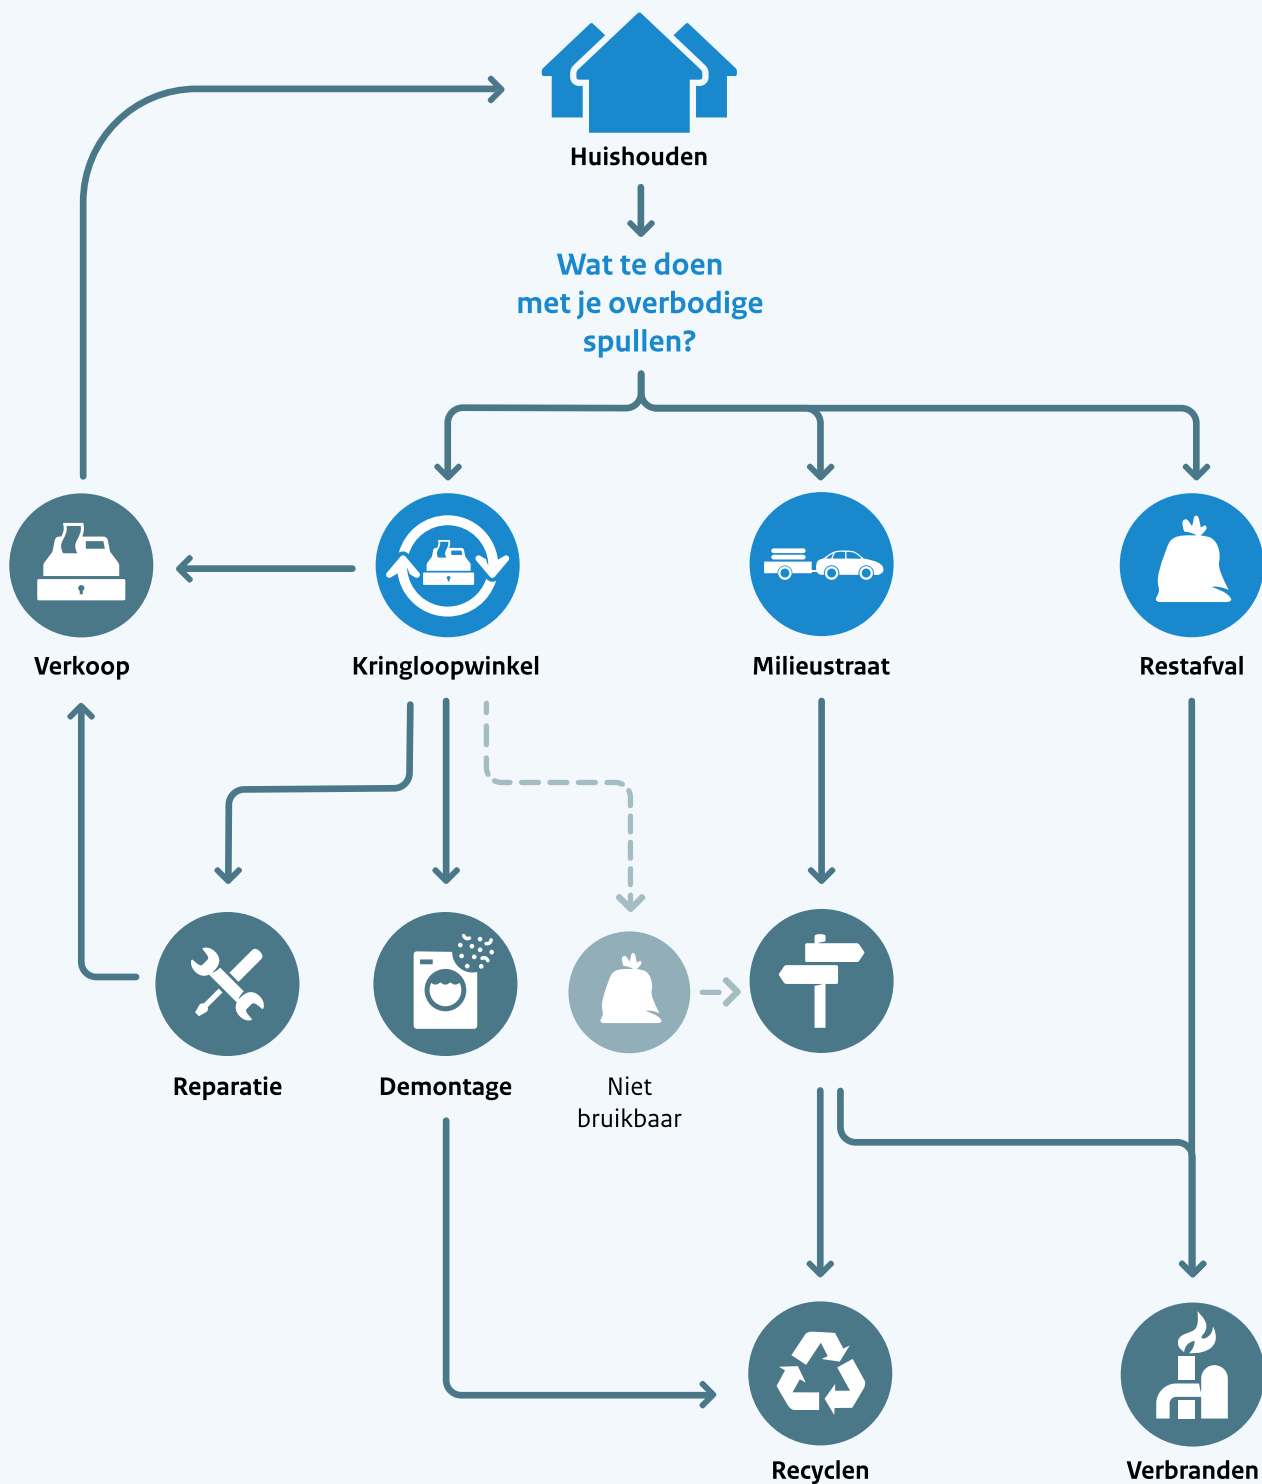 Huishouden
Wat te doen
met je overbodige
spullen?
Verkoop
Kringloopwinkel
Milieustraat
Restafval
Reparatie
Demontage
Niet
bruikbaar
Recyclen
Verbranden